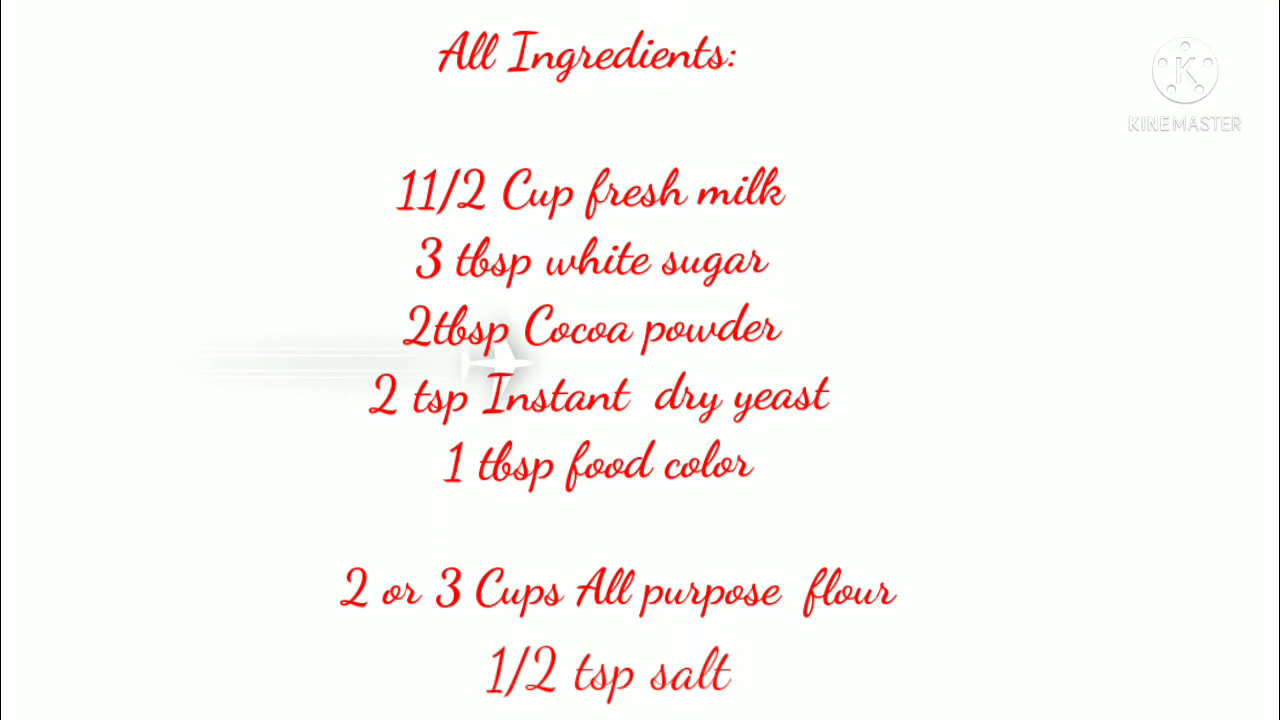 All Ingredients:
KINEMASTER
11/2 Cup fresh milk
3 tbsp white sugar
2tbsp Cocoa powder
2 tsp Instant dry yeast
1 tbsp food color
2 or 3 Cups All purpose flour
1/2 tsp salt